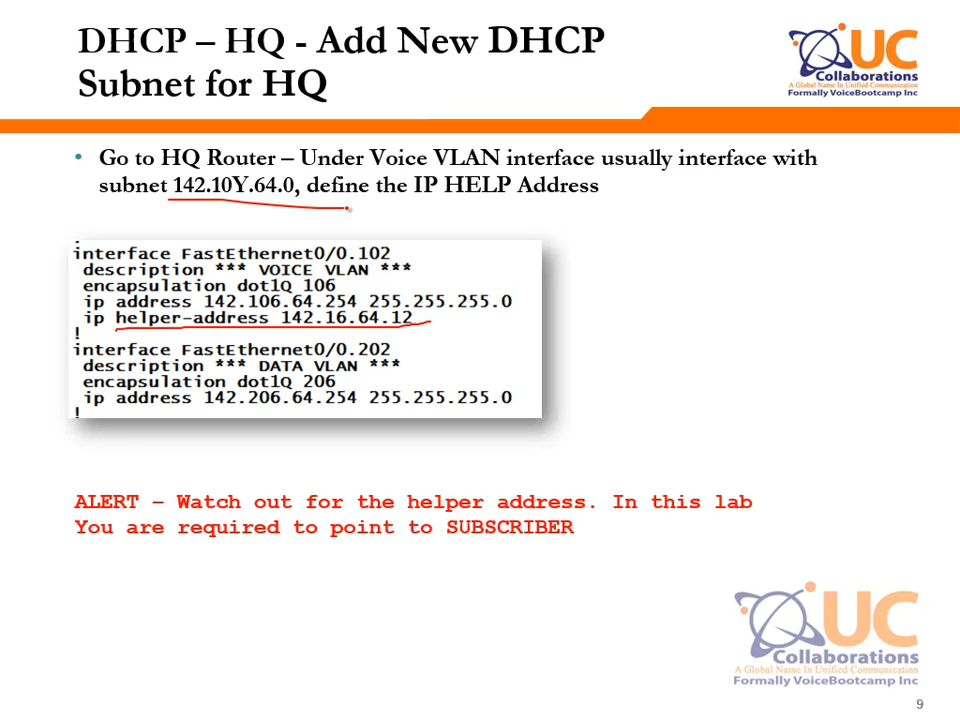 DHCP – HQ - Add New DHCP
Subnet for HQ
UC
Collaborations
A Global Name In Unified Communication
Formally VoiceBootcamp Inc
• Go to HQ Router – Under Voice VLAN interface usually interface with
subnet 142.10Y.64.0, define the IP HELP Address
!
interface FastEthernet0/0.102
description *** VOICE VLAN ***
encapsulation dot1Q 106
ip address 142.106.64.254 255.255.255.0
ip helper-address 142.16.64.12
!
interface FastEthernet0/0.202
description *** DATA VLAN ***
encapsulation dot1Q 206
ip address 142.206.64.254 255.255.255.0
!
ALERT – Watch out for the helper address. In this lab
You are required to point to SUBSCRIBER
UC
Collaborations
A Global Name In Unified Communication
Formally VoiceBootcamp Inc
9